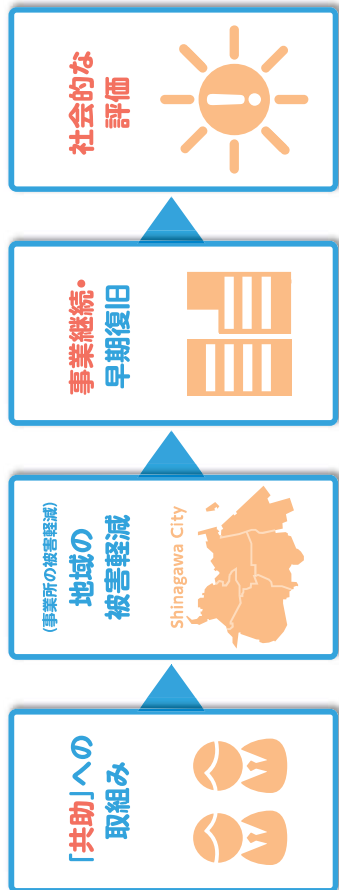 「共助」への
取組み
(事業所の被害軽減)
地域の
被害軽減
Shinagawa City
事業継続・
早期復旧
社会的な
評価